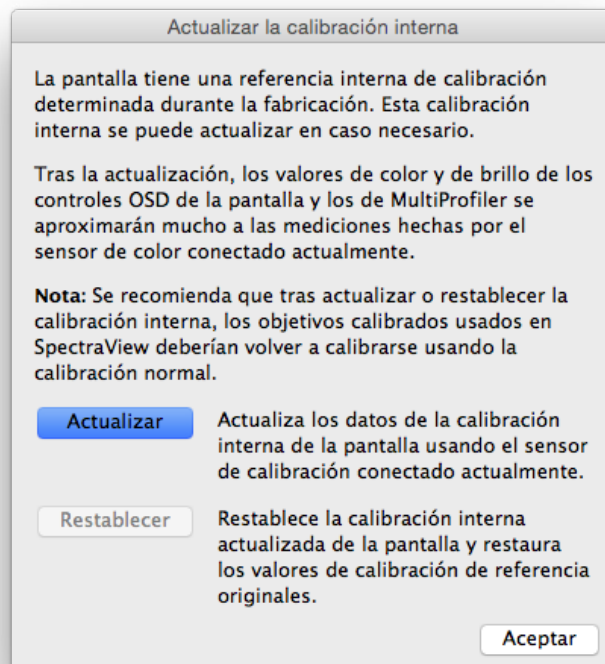 Actualizar la calibración interna
La pantalla tiene una referencia interna de calibración
determinada durante la fabricación. Esta calibración
interna se puede actualizar en caso necesario.
Tras la actualización, los valores de color y de brillo de los
controles OSD de la pantalla y los de MultiProfiler se
aproximarán mucho a las mediciones hechas por el
sensor de color conectado actualmente.
Nota: Se recomienda que tras actualizar o restablecer la
calibración interna, los objetivos calibrados usados en
SpectraView deberían volver a calibrarse usando la
calibración normal.
Actualizar
Actualiza los datos de la calibración
interna de la pantalla usando el sensor
de calibración conectado actualmente.
Restablecer
Restablece la calibración interna
actualizada de la pantalla y restaura
los valores de calibración de referencia
originales.
Aceptar